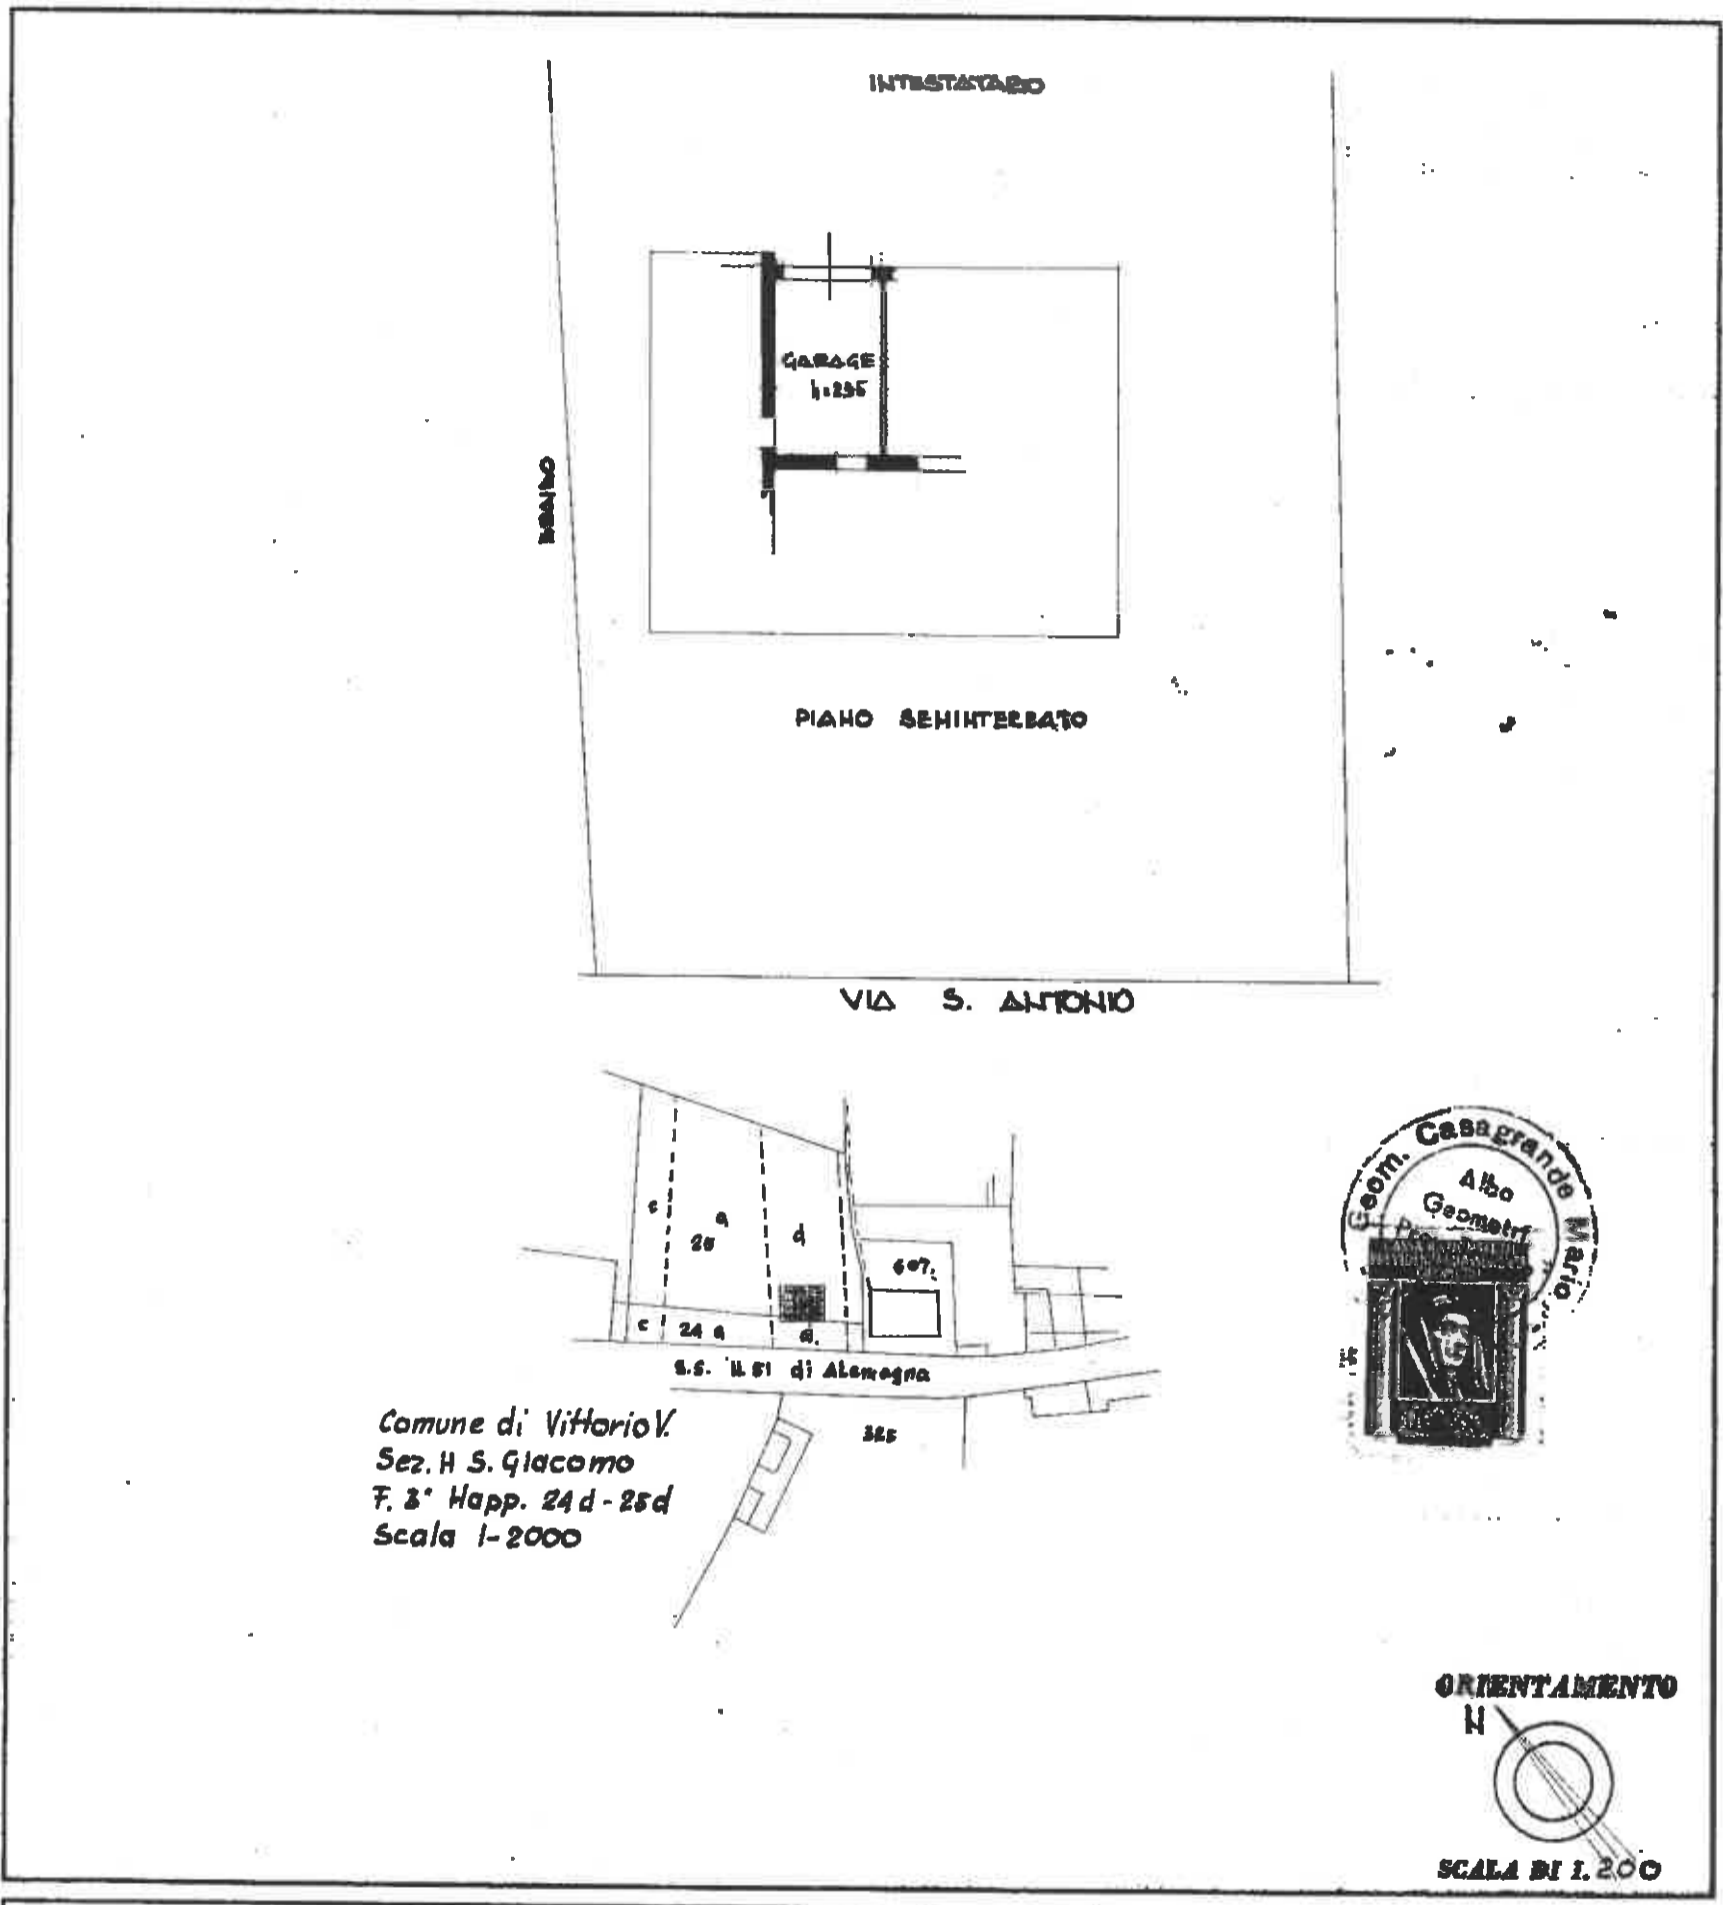 INTESTATARIO
GARAGE
h=235
PIANO SEMINTERRATO
VIA S. ANTONIO
c
a
25
d
607
c
24 a
d.
S.S. N. 51 di Alemagna
325
Comune di Vittorio V.
Sez. H S. Giacomo
F. 3° Mapp. 24d-25d
Scala 1-2000
Geom. Casagrande Mario
Albo
Geometri
ORIENTAMENTO
N
SCALA DI 1. 200